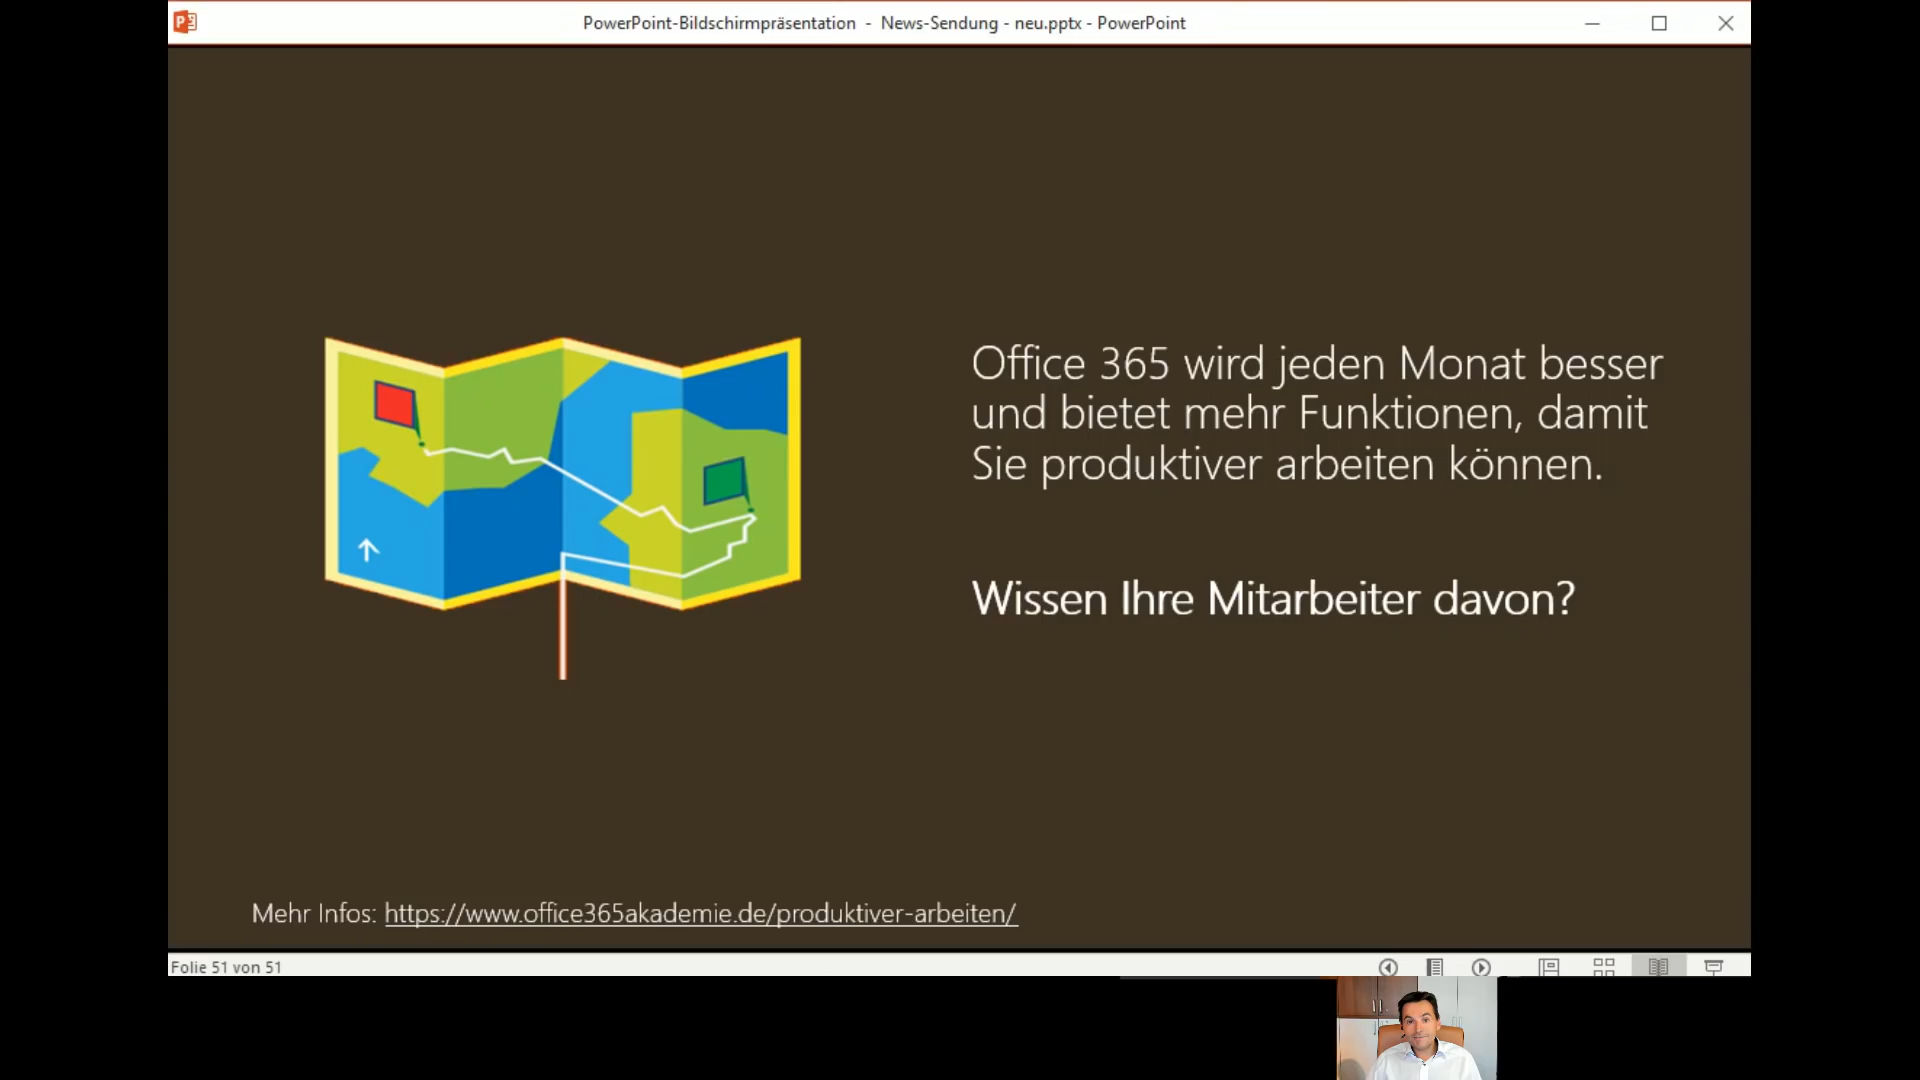 PowerPoint-Bildschirmpräsentation - News-Sendung - neu.pptx - PowerPoint
Office 365 wird jeden Monat besser
und bietet mehr Funktionen, damit
Sie produktiver arbeiten können.
Wissen Ihre Mitarbeiter davon?
Mehr Infos: https://www.office365akademie.de/produktiver-arbeiten/
Folie 51 von 51